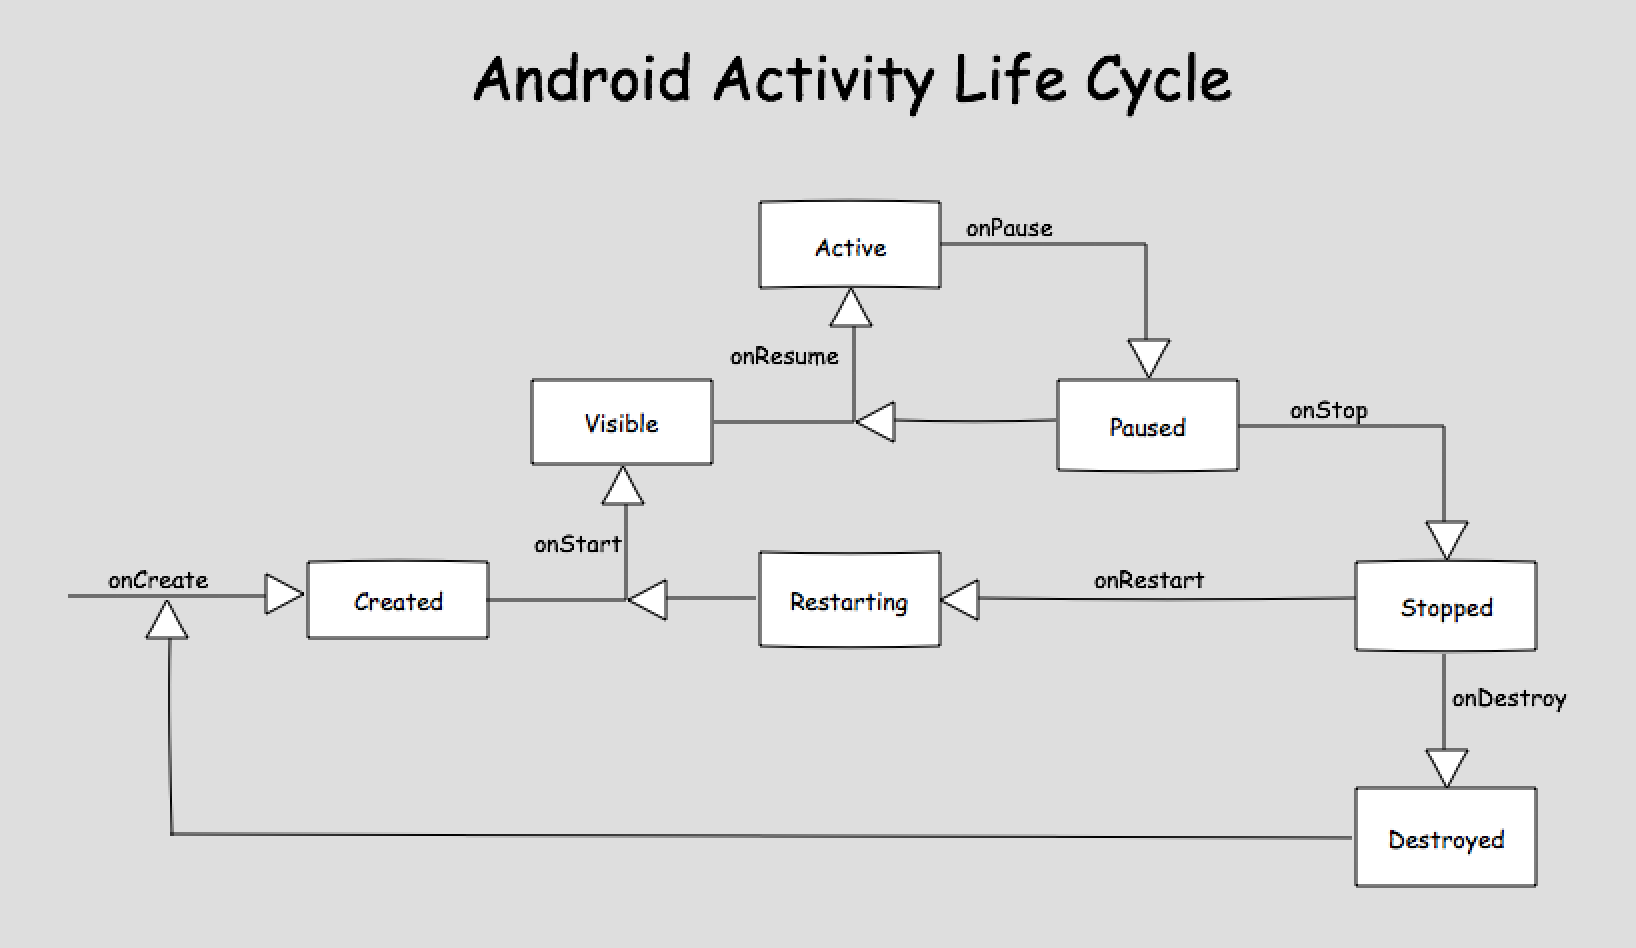 Android Activity Life Cycle
Active
onPause
onResume
Visible
Paused
onStop
onStart
onCreate
Created
Restarting
onRestart
Stopped
onDestroy
Destroyed